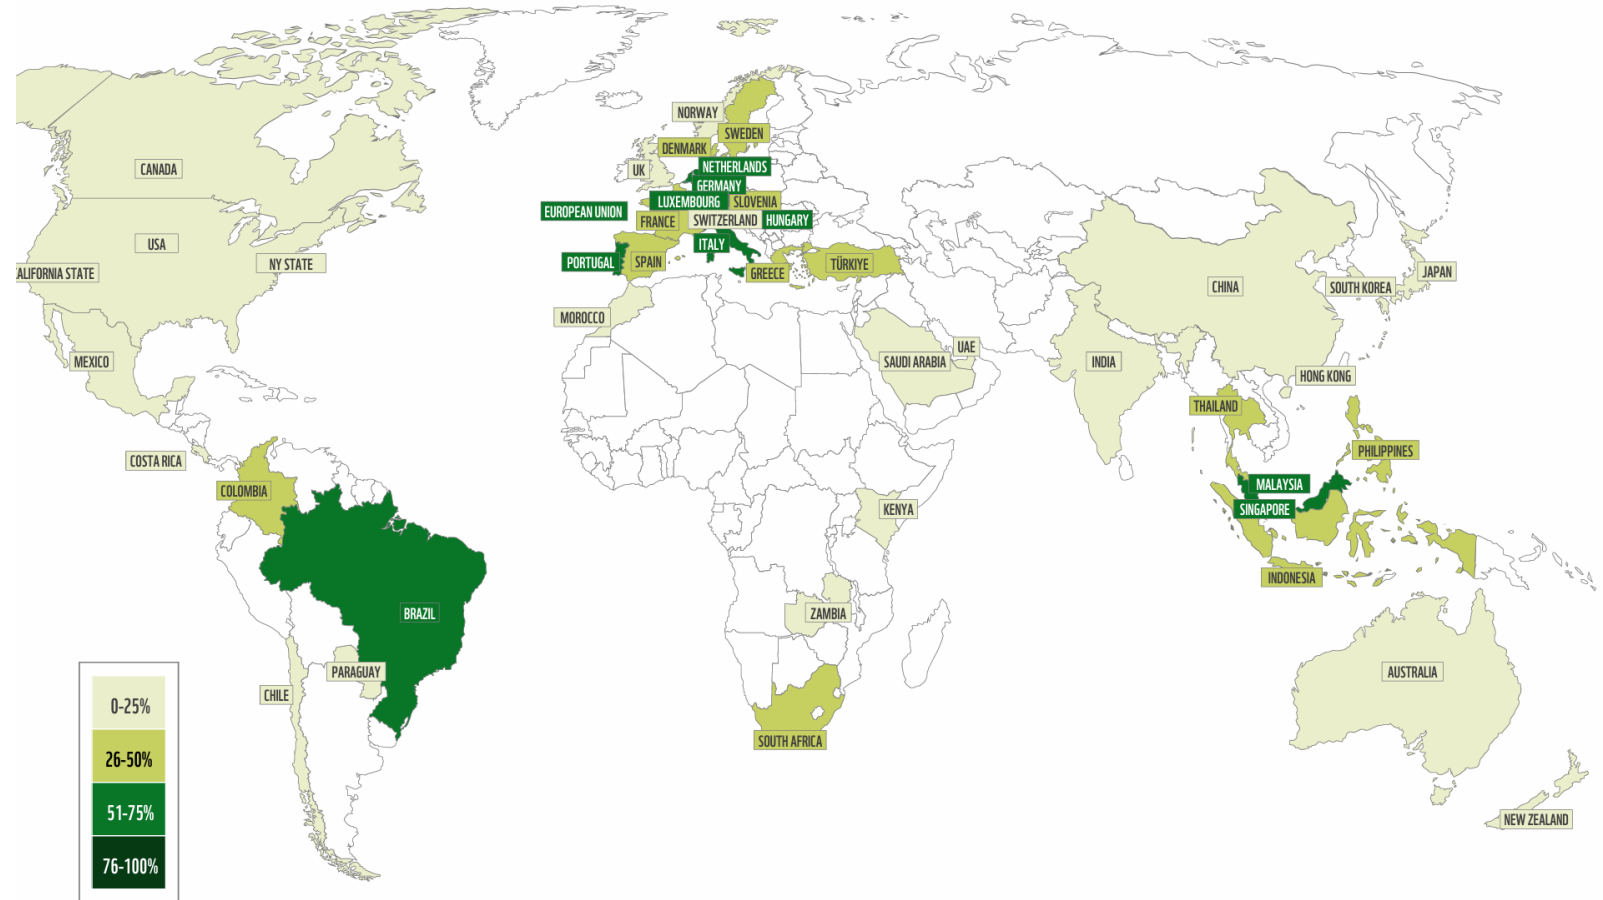 NORWAY
SWEDEN
DENMARK
CANADA
UK
NETHERLANDS
GERMANY
LUXEMBOURG
SLOVENIA
EUROPEAN UNION
FRANCE
SWITZERLAND
HUNGARY
USA
ITALY
NY STATE
PORTUGAL
SPAIN
TÜRKIYE
ALIFORNIA STATE
GREECE
JAPAN
CHINA
SOUTH KOREA
MOROCCO
UAE
MEXICO
SAUDI ARABIA
INDIA
HONG KONG
THAILAND
PHILIPPINES
COSTA RICA
COLOMBIA
MALAYSIA
KENYA
SINGAPORE
INDONESIA
BRAZIL
ZAMBIA
PARAGUAY
AUSTRALIA
CHILE
SOUTH AFRICA
NEW ZEALAND
0-25%
26-50%
51-75%
76-100%